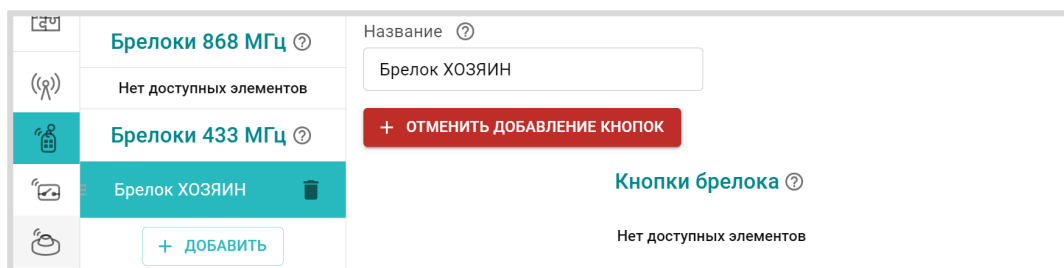 Брелоки 868 МГц ?
Нет доступных элементов
Брелоки 433 МГц ?
Брелок ХОЗЯИН
+ ДОБАВИТЬ
Название ?
Брелок ХОЗЯИН
+ ОТМЕНИТЬ ДОБАВЛЕНИЕ КНОПОК
Кнопки брелока ?
Нет доступных элементов